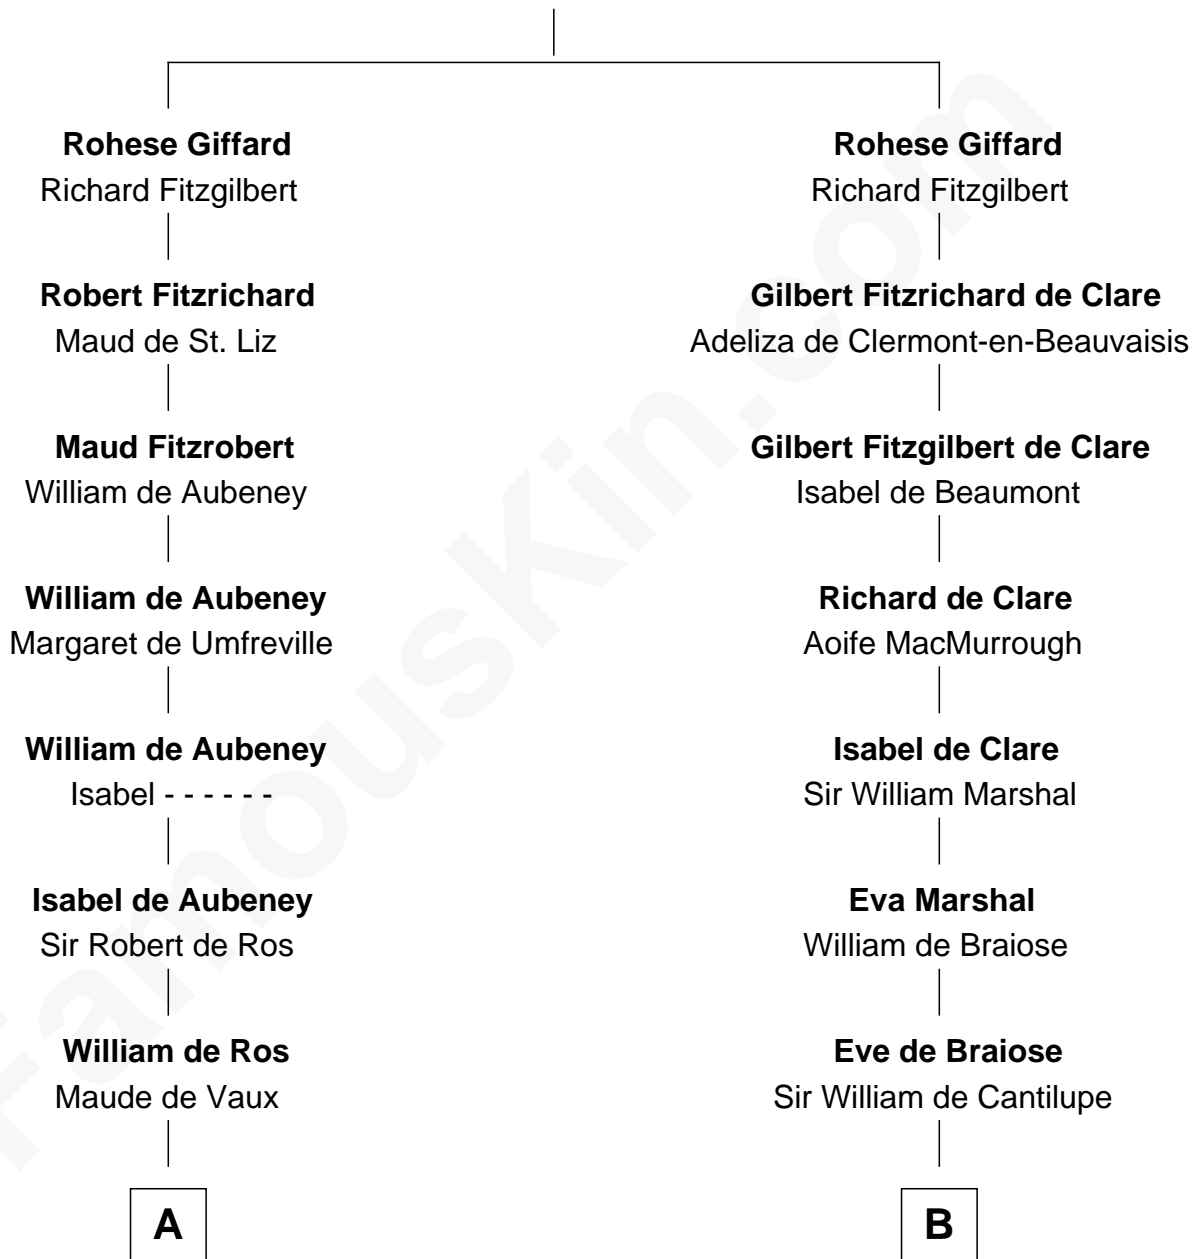 Rohese Giffard
Richard Fitzgilbert
Robert Fitzrichard
Maud de St. Liz
Maud Fitzrobert
William de Aubeney
William de Aubeney
Margaret de Umfreville
William de Aubeney
Isabel - - - - - -
Isabel de Aubeney
Sir Robert de Ros
William de Ros
Maude de Vaux
A
Rohese Giffard
Richard Fitzgilbert
Gilbert Fitzrichard de Clare
Adeliza de Clermont-en-Beauvaisis
Gilbert Fitzgilbert de Clare
Isabel de Beaumont
Richard de Clare
Aoife MacMurrough
Isabel de Clare
Sir William Marshal
Eva Marshal
William de Braiose
Eve de Braiose
Sir William de Cantilupe
B
FamousKin.com